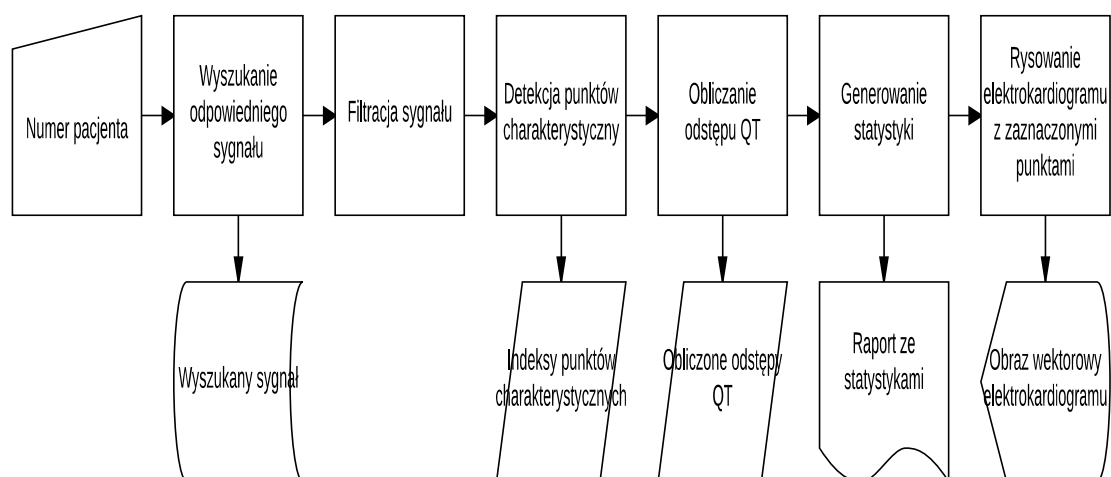 Numer pacjenta
Wyszukanie
odpowiedniego
sygnału
Filtracja sygnału
Detekcja punktów
charakterystyczny
Obliczanie
odstępu QT
Generowanie
statystyki
Rysowanie
elektrokardiogramu
z zaznaczonymi
punktami
Wyszukany sygnał
Indeksy punktów
charakterystycznych
Obliczone odstępy
QT
Raport ze
statystykami
Obraz wektorowy
elektrokardiogramu